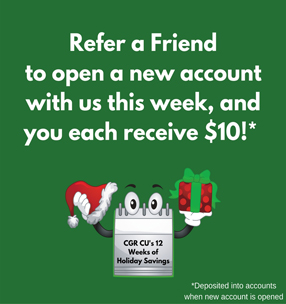 Refer a Friend
to open a new account
with us this week, and
you each receive $10!*
CGR CU's 12
Weeks of
Holiday Savings
*Deposited into accounts
when new account is opened